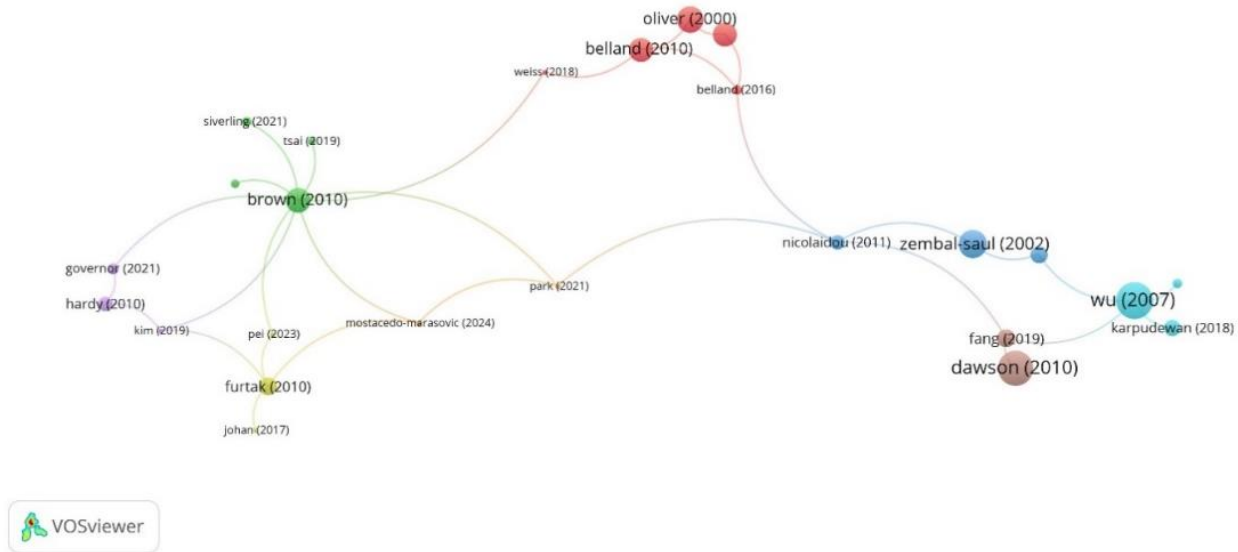 oliver (2000)
belland (2010)
weiss (2018)
belland (2016)
siverling (2021)
tsai (2019)
brown (2010)
nicolaidou (2011)
zembal-saul (2002)
governor (2021)
park (2021)
hardy (2010)
wu (2007)
kim (2019)
pei (2023)
mostacedo-marasovic (2024)
karpudewan (2018)
fang (2019)
dawson (2010)
furtak (2010)
johan (2017)
VOSviewer